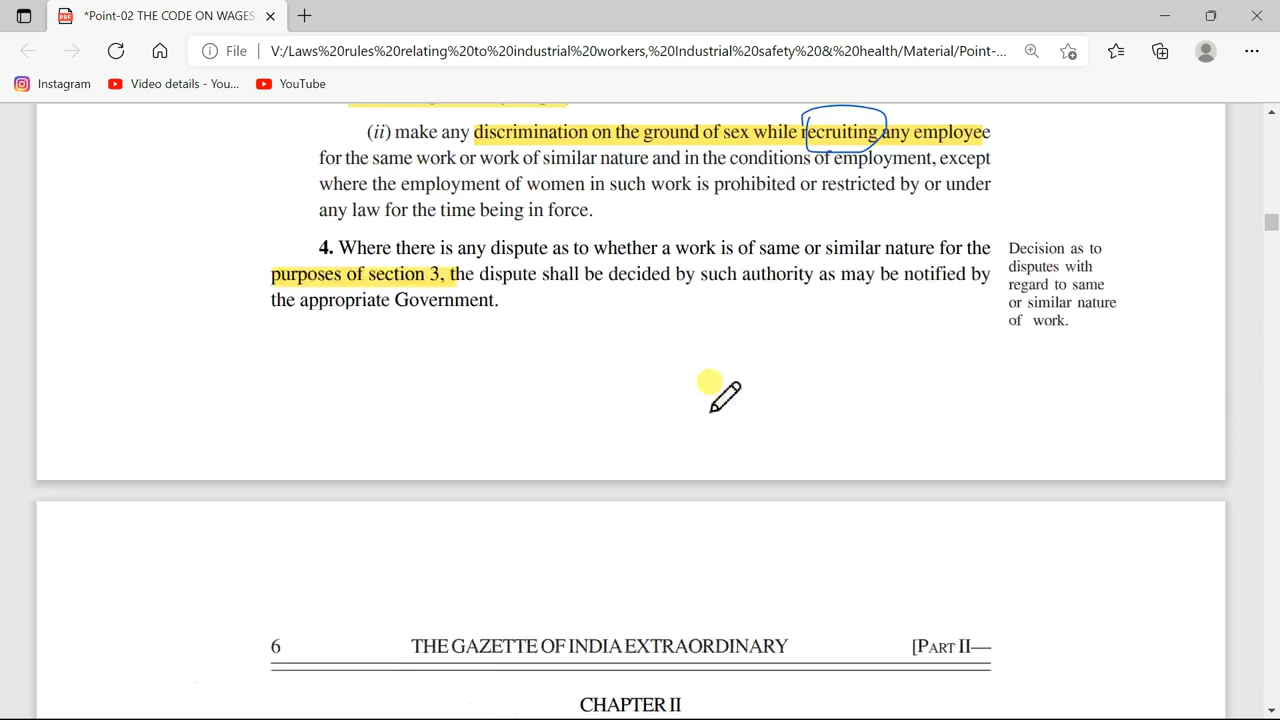 *Point-02 THE CODE ON WAGES,
File
V:/Laws%20rules%20relating%20to%20industrial%20workers,%20Industrial%20safety%20&%20health/Material/Point-...
Instagram
Video details - You...
YouTube
(ii) make any discrimination on the ground of sex while recruiting any employee
for the same work or work of similar nature and in the conditions of employment, except
where the employment of women in such work is prohibited or restricted by or under
any law for the time being in force.
4. Where there is any dispute as to whether a work is of same or similar nature for the
purposes of section 3, the dispute shall be decided by such authority as may be notified by
the appropriate Government.
Decision as to
disputes with
regard to same
or similar nature
of work.
6 THE GAZETTE OF INDIA EXTRAORDINARY [PART II—
CHAPTER II